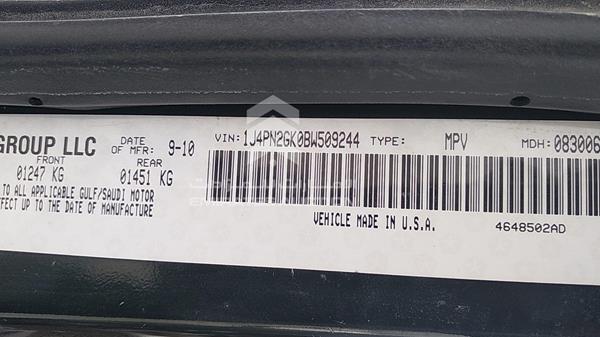 GROUP LLC DATE OF MFR: 9-10 VIN: 1J4PN2GK0BW509244 TYPE: MPV MDH: 083006
FRONT REAR
01247 KG 01451 KG
TO ALL APPLICABLE GULF/SAUDI MOTOR
EFFECT UP TO THE DATE OF MANUFACTURE
VEHICLE MADE IN U.S.A. 4648502AD